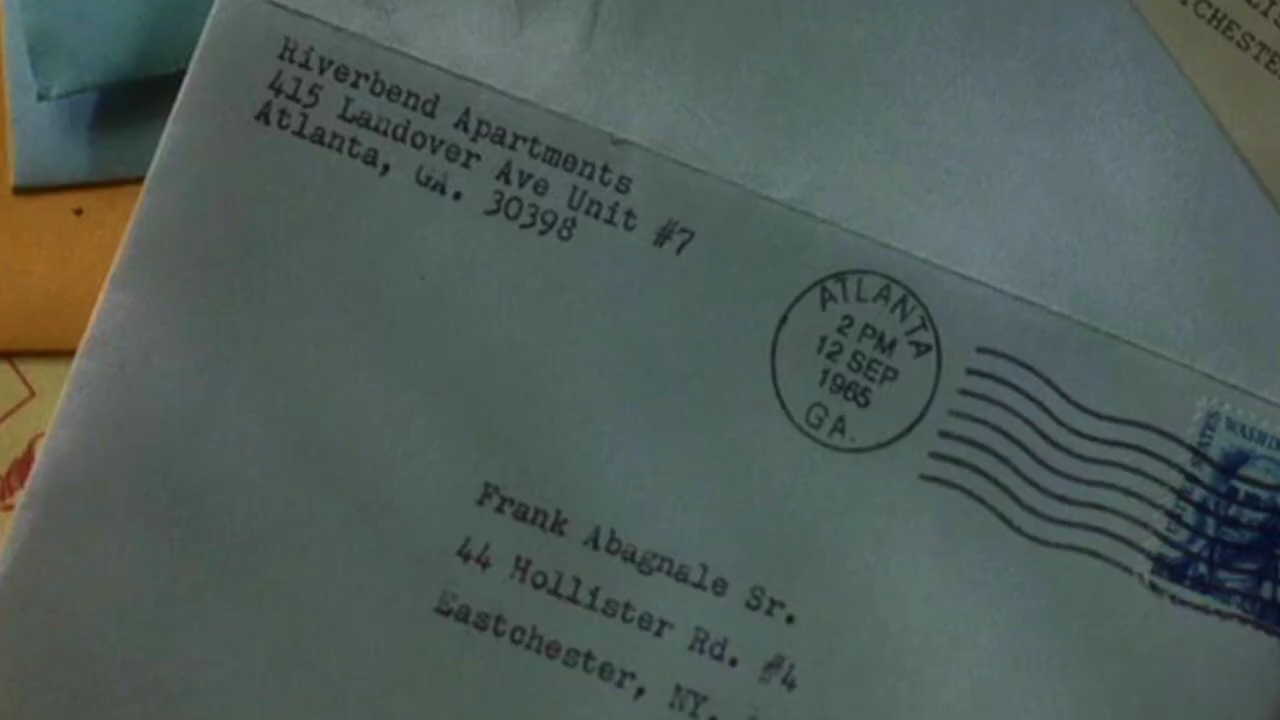 Riverbend Apartments
415 Landover Ave Unit #7
Atlanta, GA. 30398
ATLANTA
2 PM
12 SEP
1965
GA.
Frank Abagnale Sr.
44 Hollister Rd. #4
Eastchester, NY.